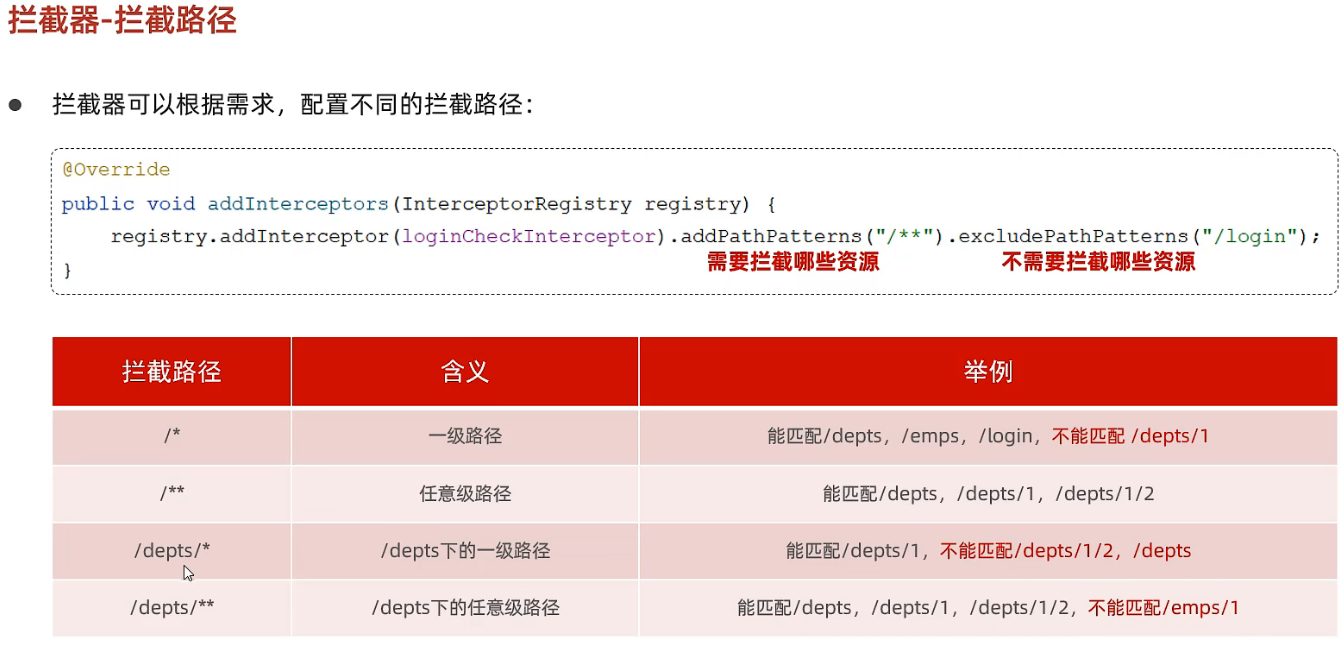 拦截器-拦截路径
● 拦截器可以根据需求，配置不同的拦截路径：
@Override
public void addInterceptors(InterceptorRegistry registry) {
registry.addInterceptor(loginCheckInterceptor).addPathPatterns("/**").excludePathPatterns("/login");
需要拦截哪些资源 不需要拦截哪些资源
}
拦截路径 含义 举例
/* 一级路径 能匹配/depts，/emps，/login，不能匹配 /depts/1
/** 任意级路径 能匹配/depts，/depts/1，/depts/1/2
/depts/* /depts下的一级路径 能匹配/depts/1，不能匹配/depts/1/2，/depts
/depts/** /depts下的任意级路径 能匹配/depts，/depts/1，/depts/1/2，不能匹配/emps/1